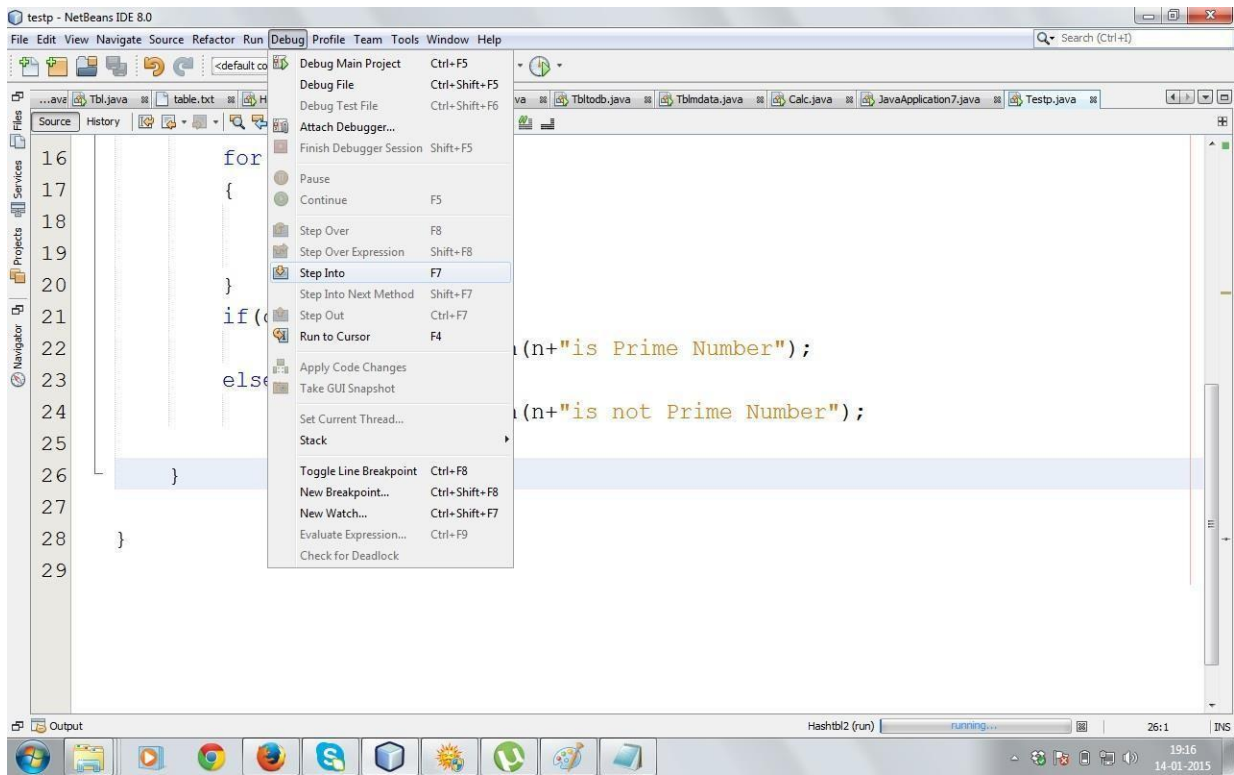 testp - NetBeans IDE 8.0
File Edit View Navigate Source Refactor Run Debug Profile Team Tools Window Help
Search (Ctrl+I)
<default co
...ava Tbl.java table.txt H va Tbltodb.java Tblmdata.java Calc.java JavaApplication7.java Testp.java
Source History
Files
Services
Projects
Navigator
Debug Main Project Ctrl+F5
Debug File Ctrl+Shift+F5
Debug Test File Ctrl+Shift+F6
Attach Debugger...
Finish Debugger Session Shift+F5
Pause
Continue F5
Step Over F8
Step Over Expression Shift+F8
Step Into F7
Step Into Next Method Shift+F7
Step Out Ctrl+F7
Run to Cursor F4
Apply Code Changes
Take GUI Snapshot
Set Current Thread...
Stack
Toggle Line Breakpoint Ctrl+F8
New Breakpoint... Ctrl+Shift+F8
New Watch... Ctrl+Shift+F7
Evaluate Expression... Ctrl+F9
Check for Deadlock
16 for
17 {
18
19
20 }
21 if(
22 (n+"is Prime Number");
23 else
24 (n+"is not Prime Number");
25
26 }
27
28 }
29
Output
Hashtbl2 (run) running... 26:1 INS
19:16
14-01-2015